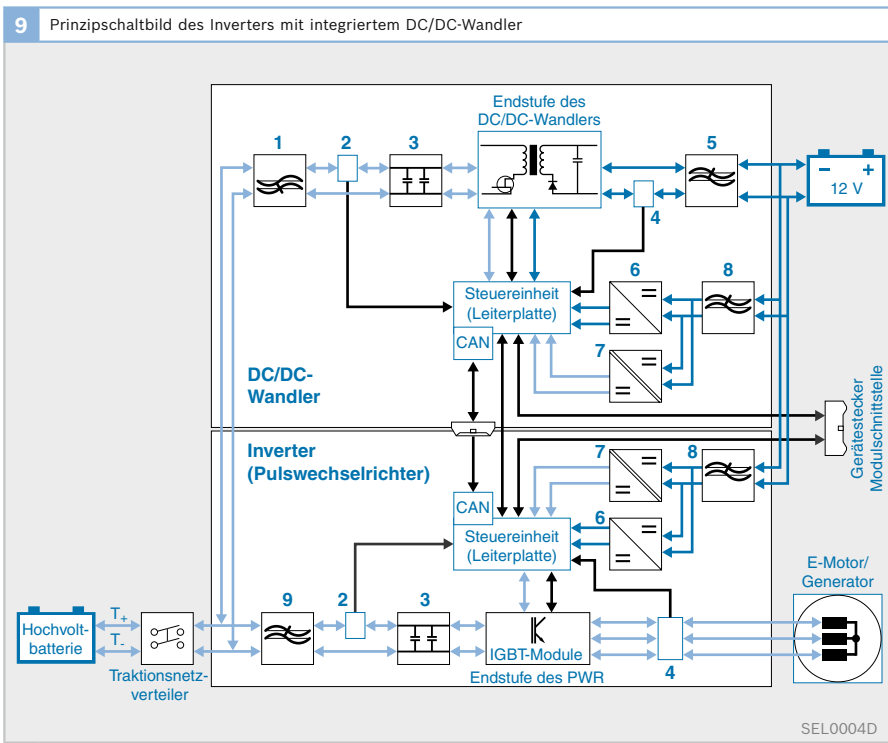 9 Prinzipschaltbild des Inverters mit integriertem DC/DC-Wandler
Endstufe des
DC/DC-Wandlers
1
2
3
5
4
– +
12 V
Steuereinheit
(Leiterplatte)
CAN
6
8
7
DC/DC-
Wandler
Gerätestecker
Modulschnittstelle
Inverter
(Pulswechselrichter)
7
8
CAN
Steuereinheit
(Leiterplatte)
6
E-Motor/
Generator
Hochvolt-
batterie
T+
T-
Traktionsnetz-
verteiler
9
2
3
IGBT-Module
Endstufe des PWR
4
SEL0004D